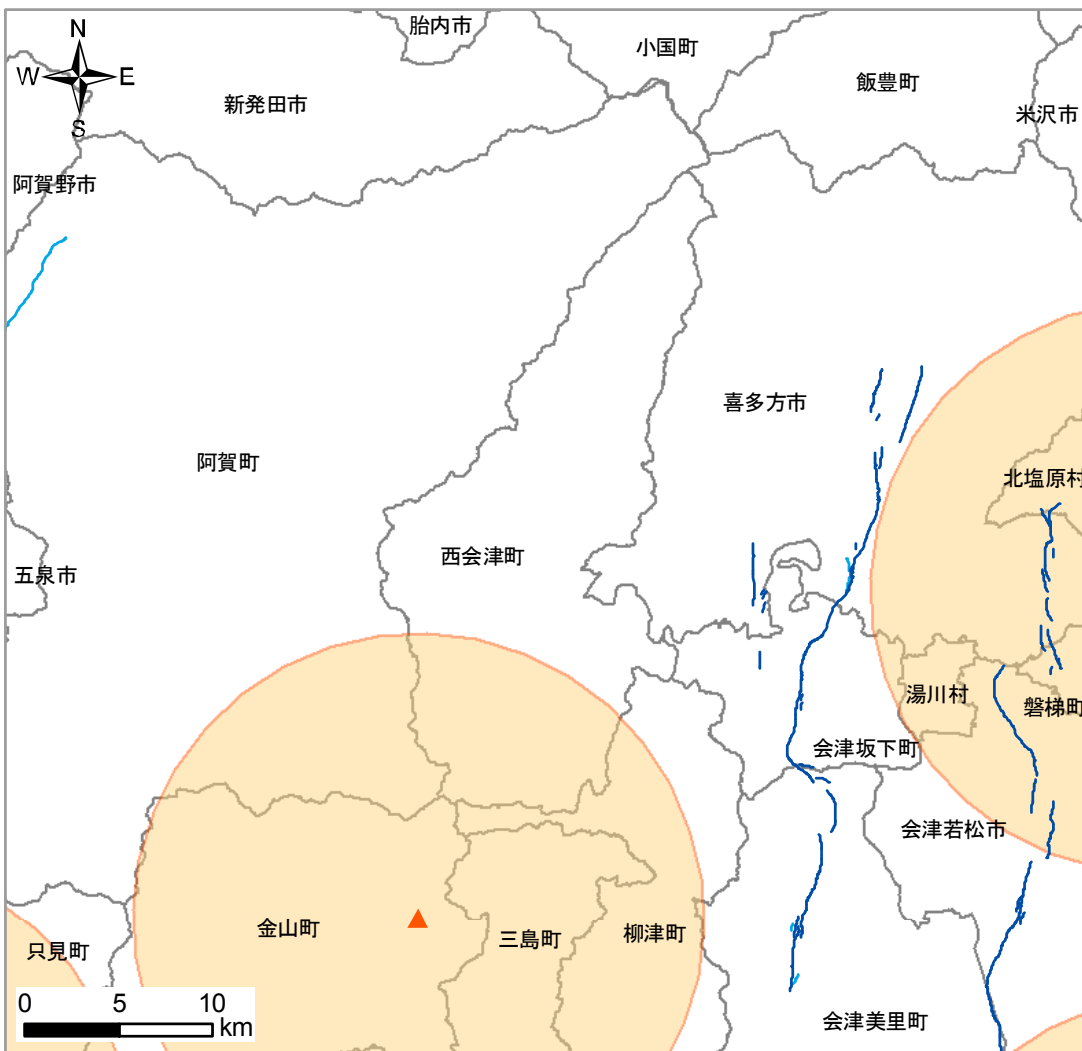 胎内市
N
小国町
W
E
飯豊町
新発田市
米沢市
S
阿賀野市
喜多方市
阿賀町
北塩原村
西会津町
五泉市
湯川村
磐梯町
会津坂下町
会津若松市
金山町
三島町
柳津町
只見町
0 5 10
km
会津美里町